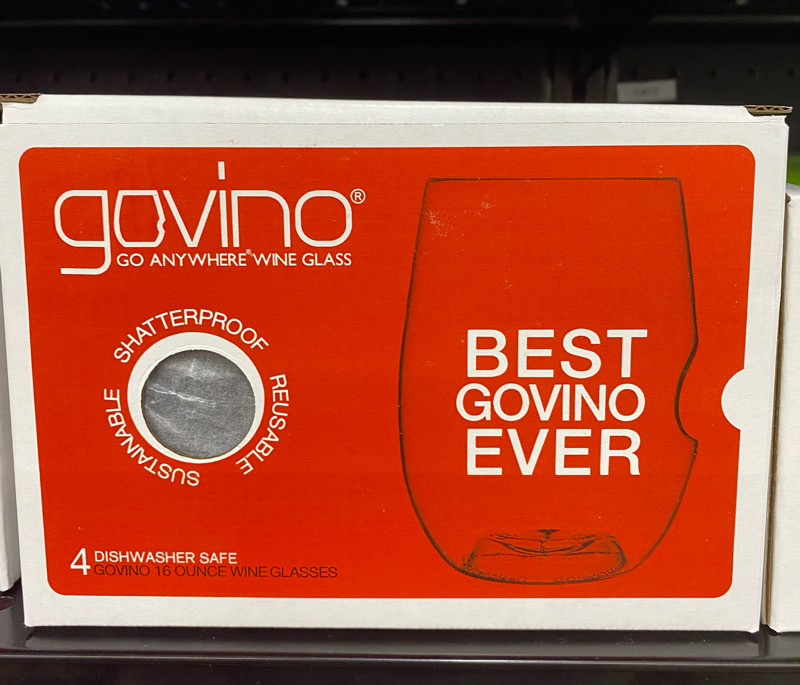 govino®
GO ANYWHERE® WINE GLASS
SHATTERPROOF
REUSABLE
SUSTAINABLE
BEST
GOVINO
EVER
4 DISHWASHER SAFE
GOVINO 16 OUNCE WINE GLASSES